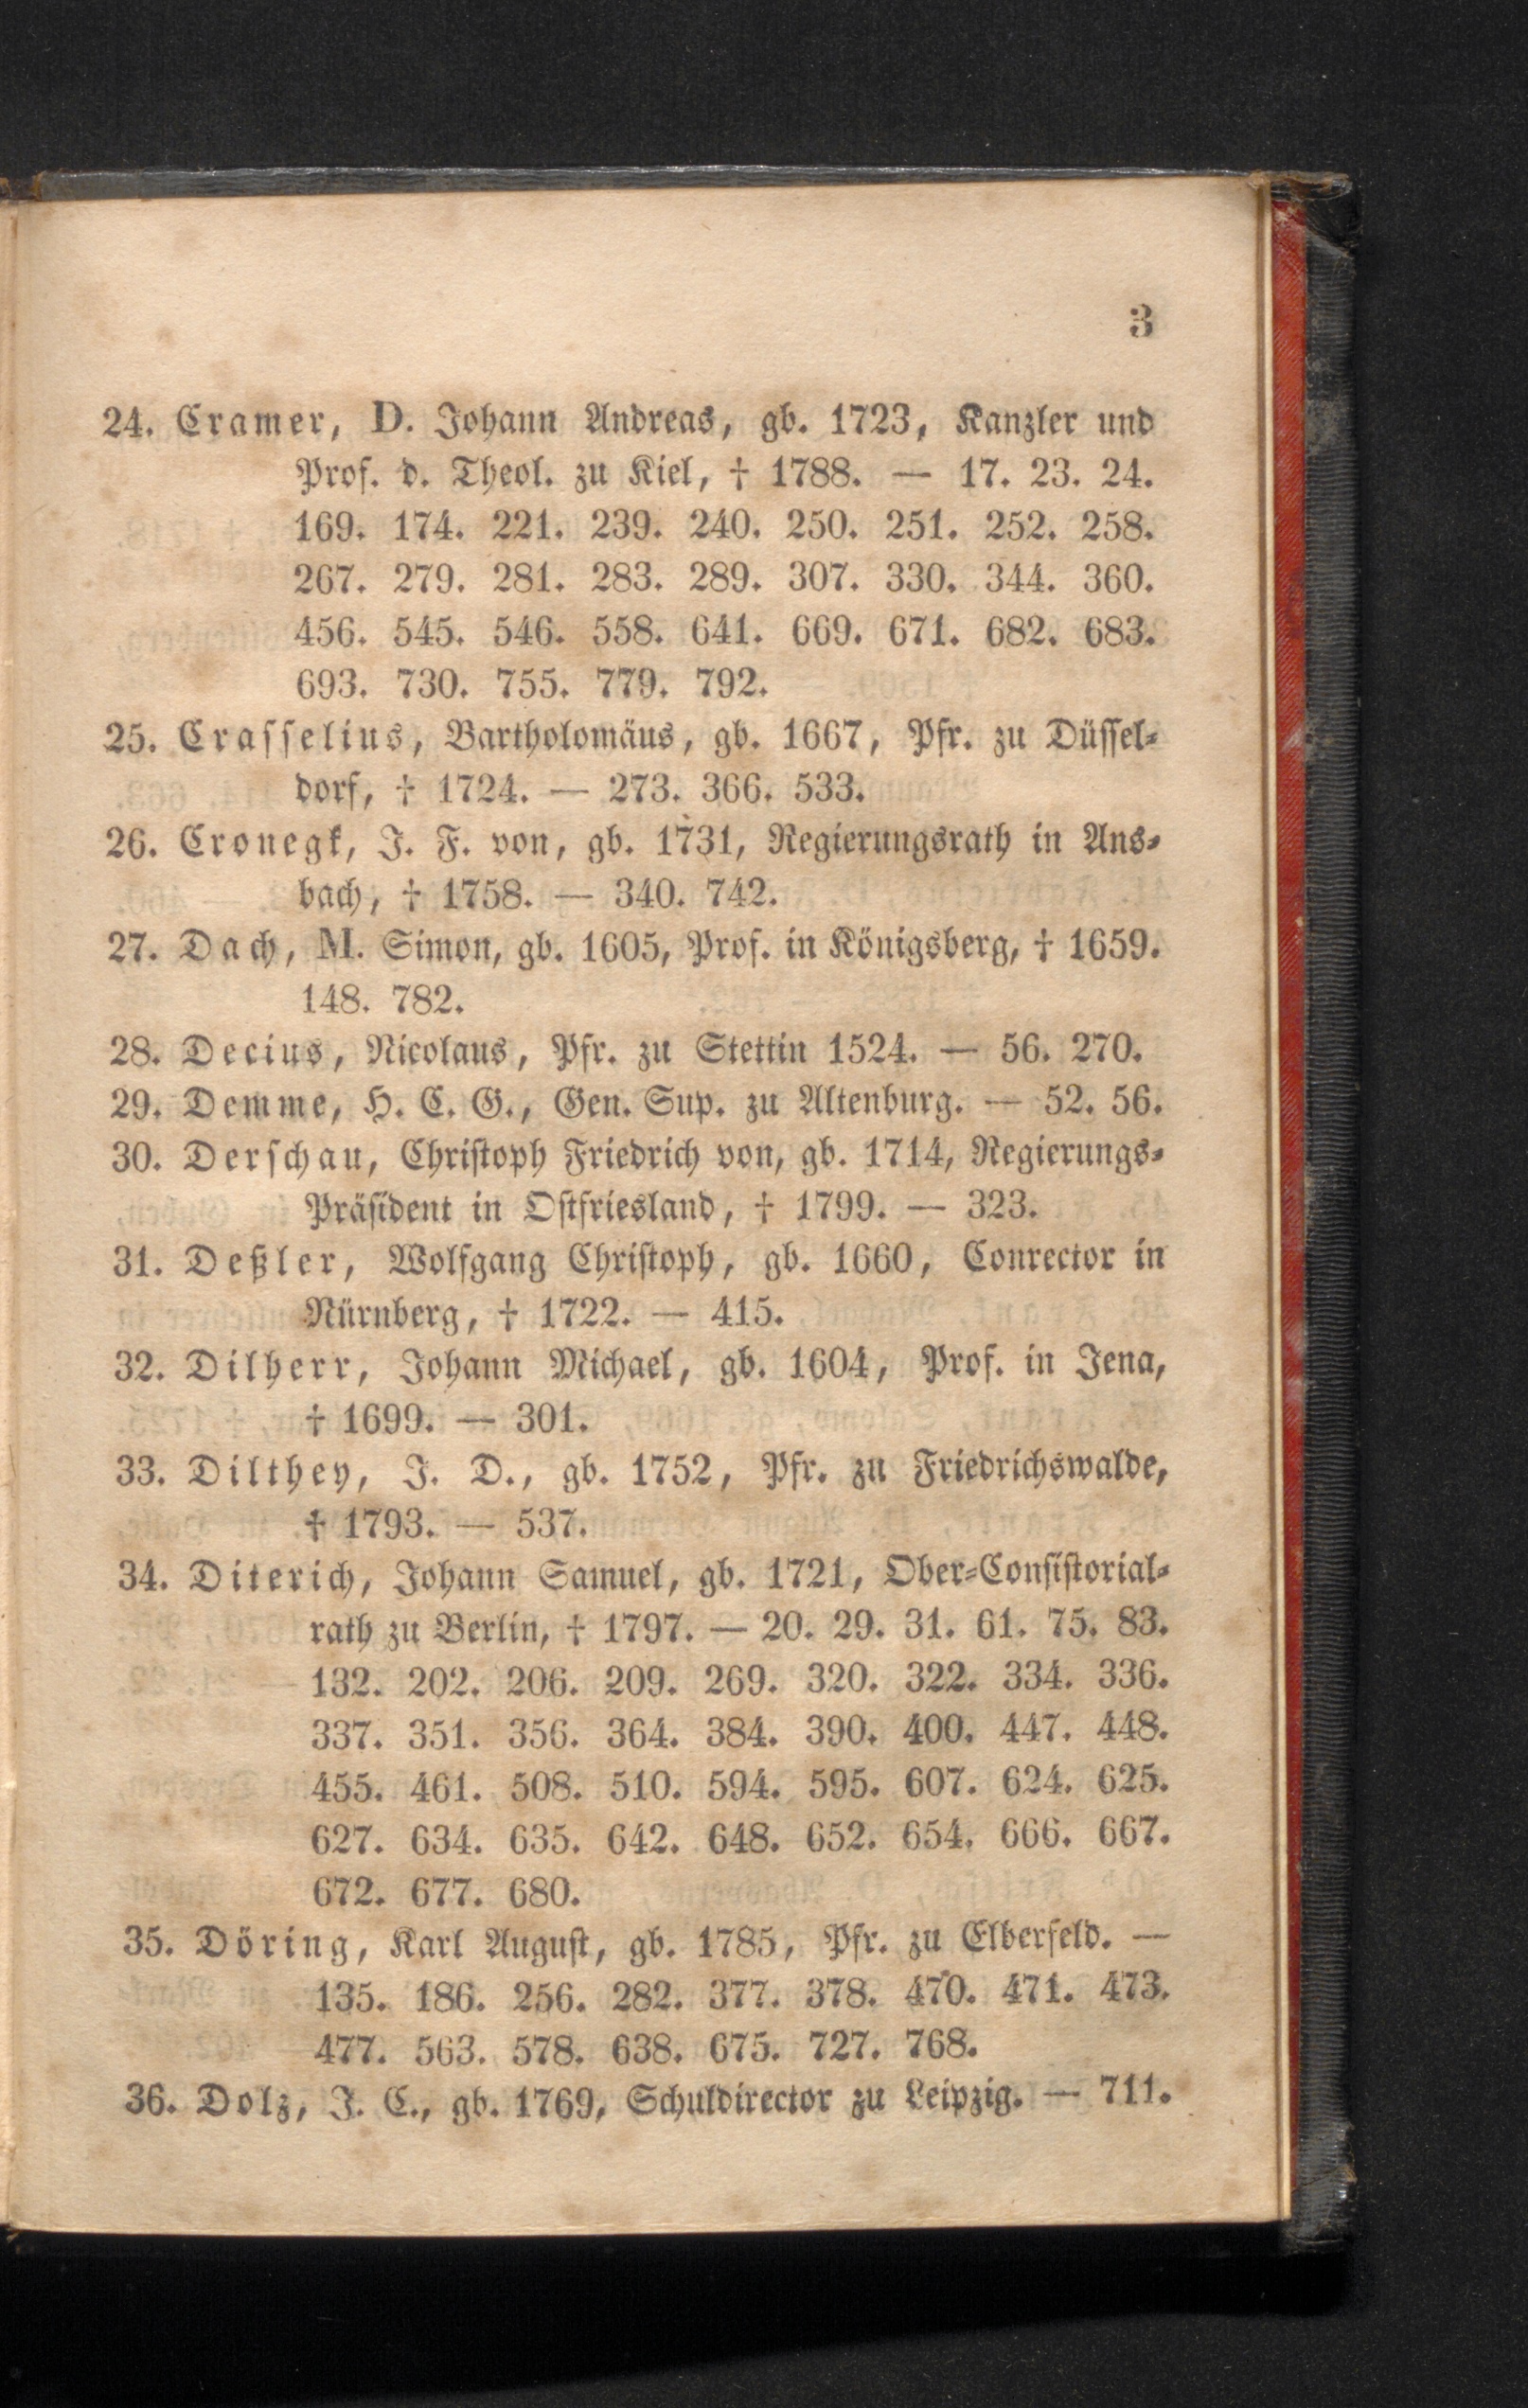 3
24. Cramer, D. Johann Andreas, gb. 1723, Kanzler und
Prof. d. Theol. zu Kiel, † 1788. — 17. 23. 24.
169. 174. 221. 239. 240. 250. 251. 252. 258.
267. 279. 281. 283. 289. 307. 330. 344. 360.
456. 545. 546. 558. 641. 669. 671. 682. 683.
693. 730. 755. 779. 792.
25. Crasselius, Bartholomäus, gb. 1667, Pfr. zu Düssel-
dorf, † 1724. — 273. 366. 533.
26. Cronegk, J. F. von, gb. 1731, Regierungsrath in Ans-
bach, † 1758. — 340. 742.
27. Dach, M. Simon, gb. 1605, Prof. in Königsberg, † 1659.
148. 782.
28. Decius, Nicolaus, Pfr. zu Stettin 1524. — 56. 270.
29. Demme, H. C. G., Gen. Sup. zu Altenburg. — 52. 56.
30. Derschau, Christoph Friedrich von, gb. 1714, Regierungs-
Präsident in Ostfriesland, † 1799. — 323.
31. Deßler, Wolfgang Christoph, gb. 1660, Conrector in
Nürnberg, † 1722. — 415.
32. Dilherr, Johann Michael, gb. 1604, Prof. in Jena,
† 1699. — 301.
33. Dilthey, J. D., gb. 1752, Pfr. zu Friedrichswalde,
† 1793. — 537.
34. Diterich, Johann Samuel, gb. 1721, Ober-Consistorial-
rath zu Berlin, † 1797. — 20. 29. 31. 61. 75. 83.
132. 202. 206. 209. 269. 320. 322. 334. 336.
337. 351. 356. 364. 384. 390. 400. 447. 448.
455. 461. 508. 510. 594. 595. 607. 624. 625.
627. 634. 635. 642. 648. 652. 654. 666. 667.
672. 677. 680.
35. Döring, Karl August, gb. 1785, Pfr. zu Elberfeld. —
135. 186. 256. 282. 377. 378. 470. 471. 473.
477. 563. 578. 638. 675. 727. 768.
36. Dolz, J. C., gb. 1769, Schuldirector zu Leipzig. — 711.